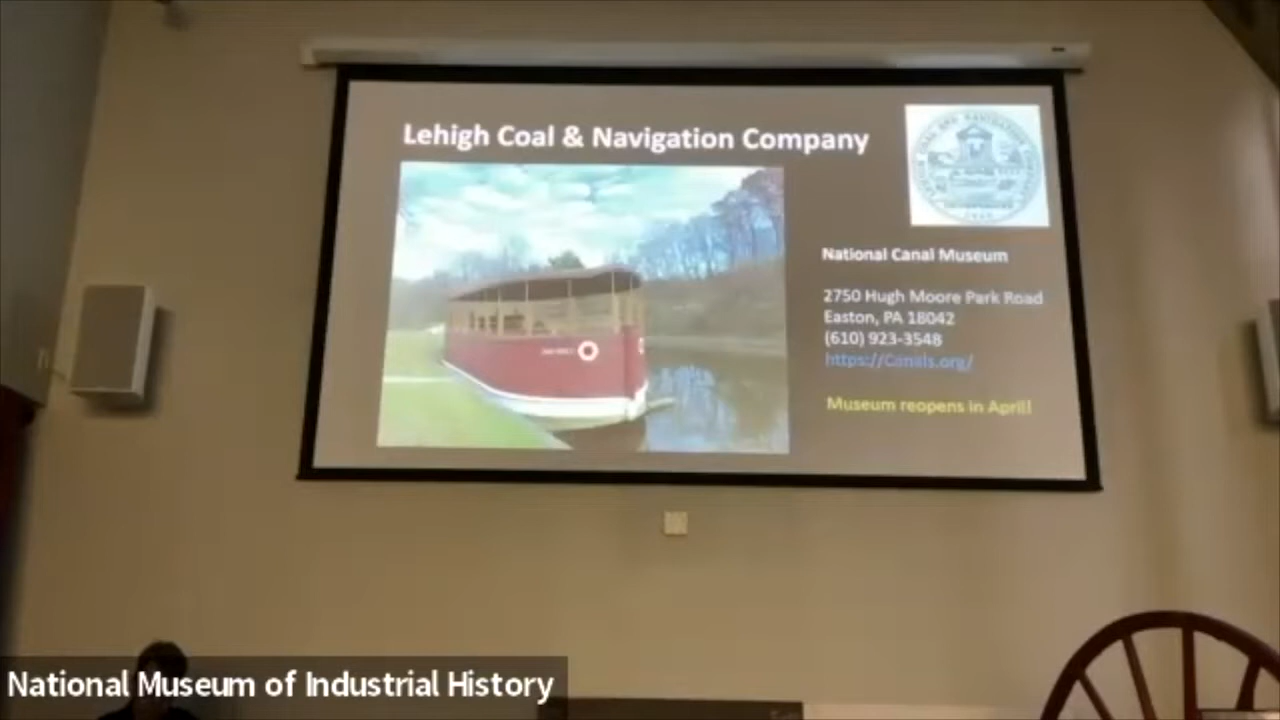 Lehigh Coal & Navigation Company
National Canal Museum
2750 Hugh Moore Park Road
Easton, PA 18042
(610) 923-3548
https://Canals.org/
Museum reopens in April!
National Museum of Industrial History